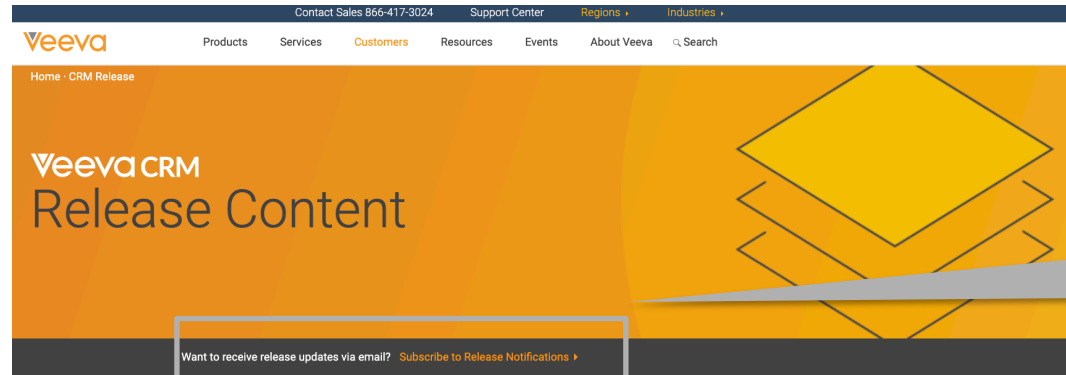 Contact Sales 866-417-3024 Support Center Regions Industries
veeva Products Services Customers Resources Events About Veeva Search
Home · CRM Release
veeva CRM
Release Content
Want to receive release updates via email? Subscribe to Release Notifications